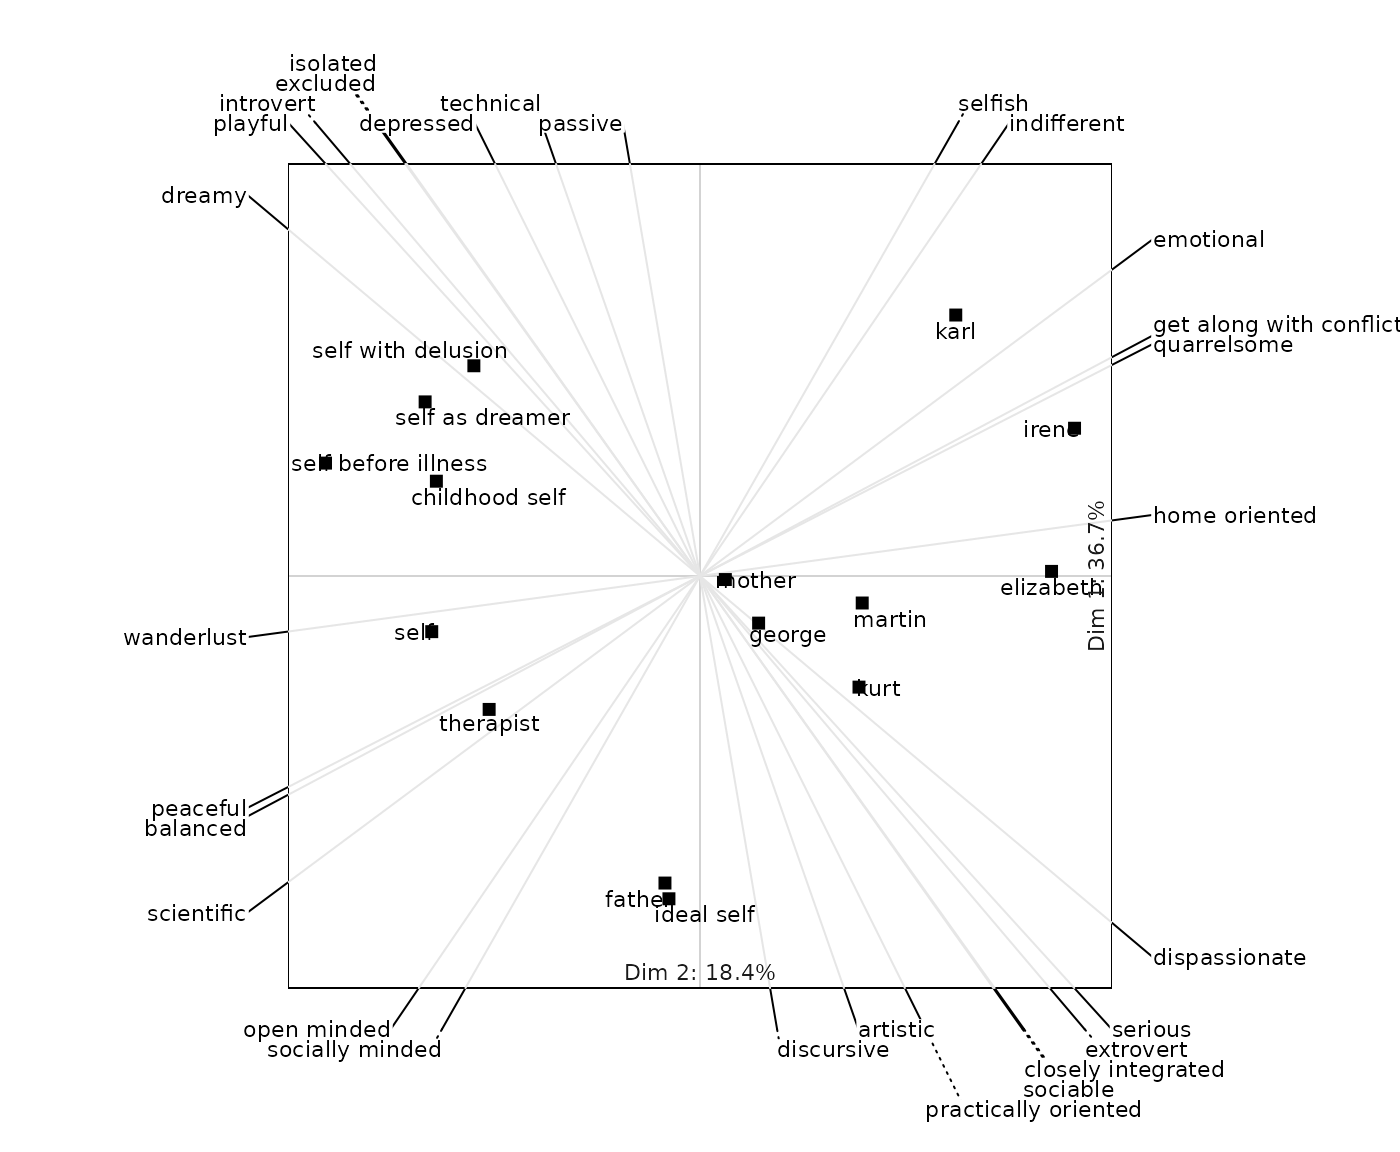 isolated
excluded
introvert
technical
selfish
playful
depressed
passive
indifferent
dreamy
emotional
get along with conflict
karl
quarrelsome
self with delusion
self as dreamer
irene
self before illness
childhood self
home oriented
mother
elizabeth
Dim 1: 36.7%
martin
self
george
wanderlust
kurt
therapist
peaceful
balanced
father
scientific
ideal self
dispassionate
Dim 2: 18.4%
open minded
artistic
serious
socially minded
discursive
extrovert
closely integrated
sociable
practically oriented